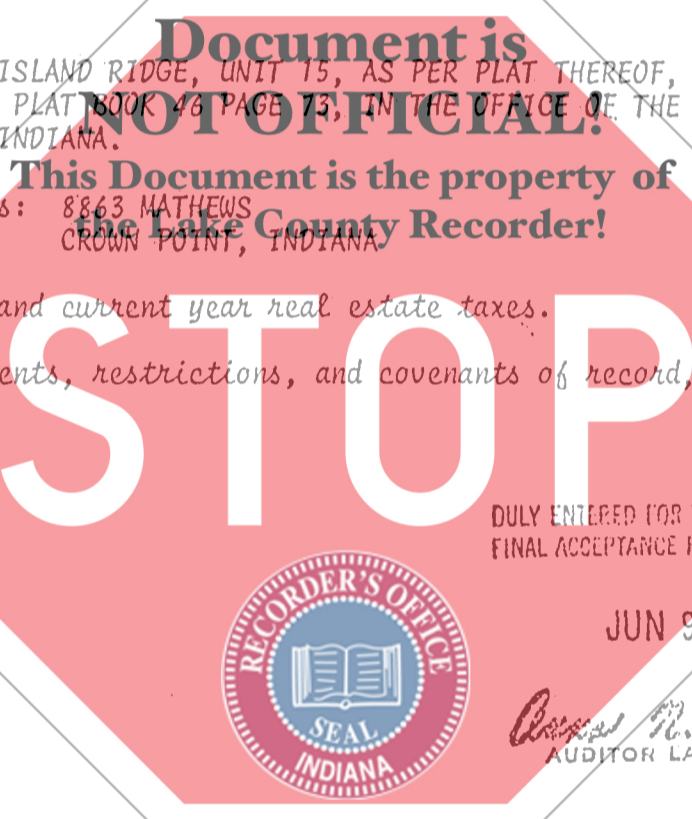 Document is
ISLAND RIDGE, UNIT 15, AS PER PLAT THEREOF,
NOT OFFICIAL!
PLAT BOOK 46 PAGE 73, IN THE OFFICE OF THE
INDIANA.
This Document is the property of
s: 8863 MATHEWS
the Lake County Recorder!
CROWN POINT, INDIANA
and current year real estate taxes.
STOP
ents, restrictions, and covenants of record,
DULY ENTERED FOR
FINAL ACCEPTANCE
RECORDER'S OFFICE
JUN 9
SEAL
INDIANA
AUDITOR LA